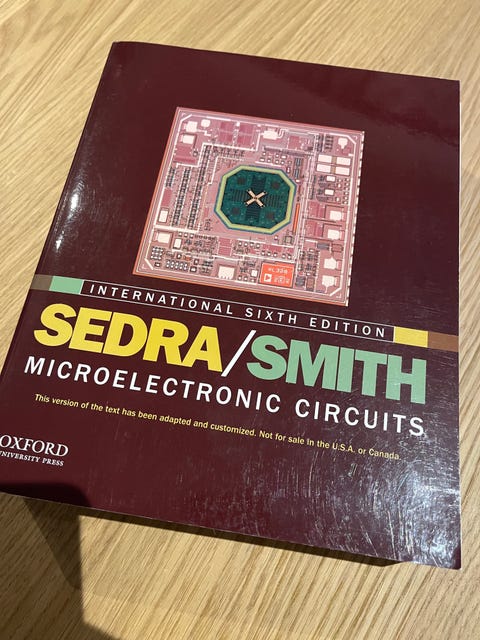 INTERNATIONAL SIXTH EDITION
SEDRA/SMITH
MICROELECTRONIC CIRCUITS
This version of the text has been adapted and customized. Not for sale in the U.S.A. or Canada.
OXFORD
UNIVERSITY PRESS